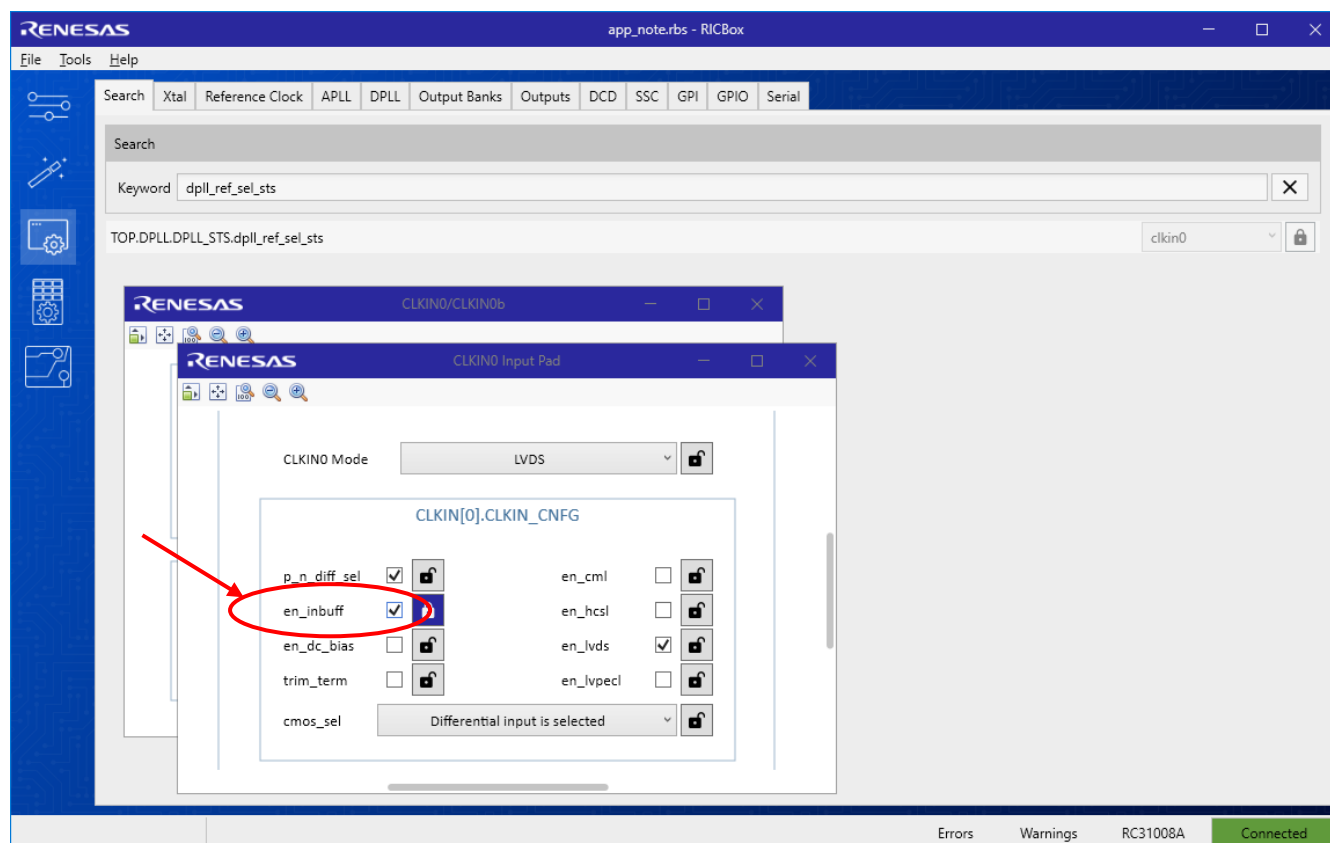 RENESAS
app_note.rbs - RICBox
File Tools Help
Search Xtal Reference Clock APLL DPLL Output Banks Outputs DCD SSC GPI GPIO Serial
Search
Keyword dpll_ref_sel_sts
TOP.DPLL.DPLL_STS.dpll_ref_sel_sts clkin0
RENESAS CLKIN0/CLKIN0b
RENESAS CLKIN0 Input Pad
CLKIN0 Mode LVDS
CLKIN[0].CLKIN_CNFG
p_n_diff_sel en_cml
en_inbuff en_hcsl
en_dc_bias en_lvds
trim_term en_lvpecl
cmos_sel Differential input is selected
Errors Warnings RC31008A Connected